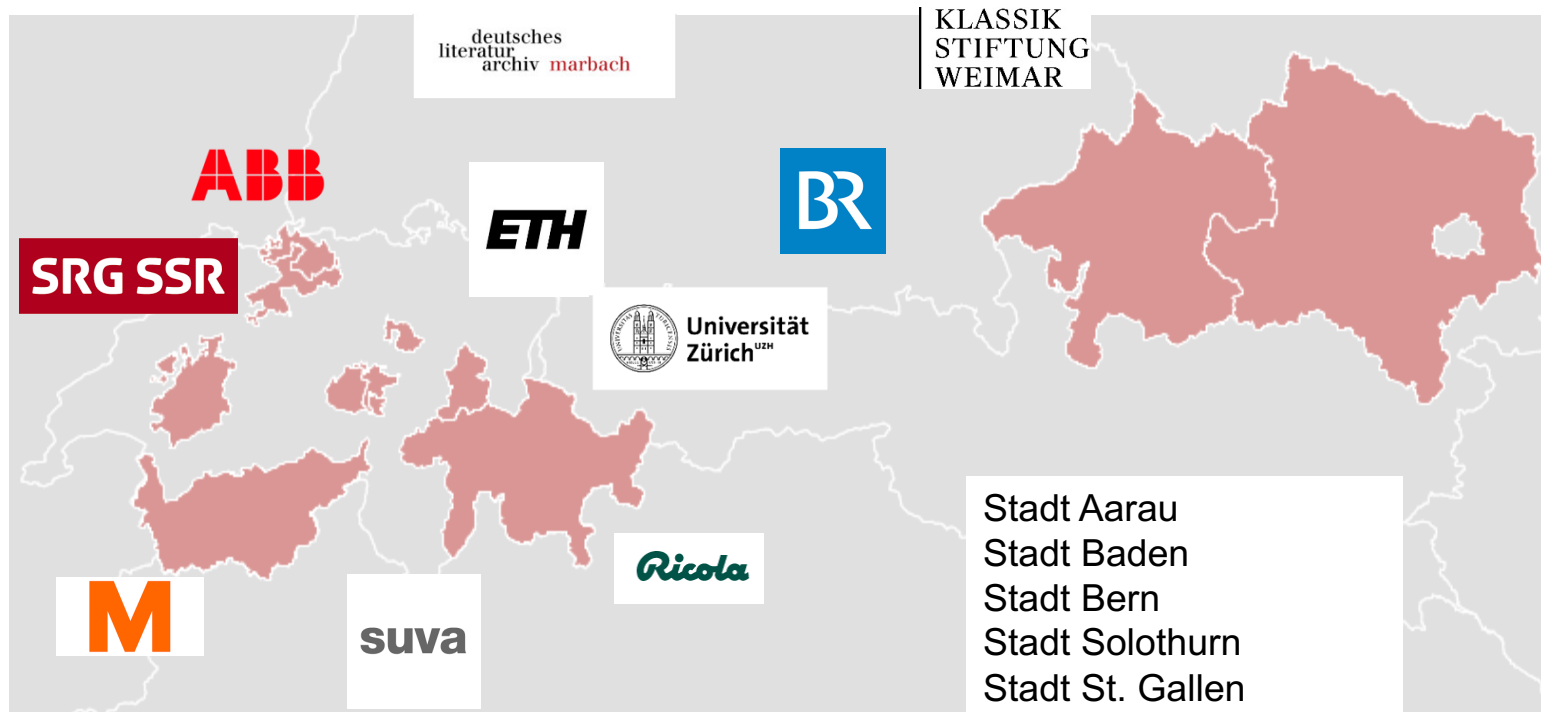 deutsches
literatur
archiv marbach
KLASSIK
STIFTUNG
WEIMAR
ABB
ETH
BR
SRG SSR
Universität
Zürich UZH
Ricola
M
suva
Stadt Aarau
Stadt Baden
Stadt Bern
Stadt Solothurn
Stadt St. Gallen